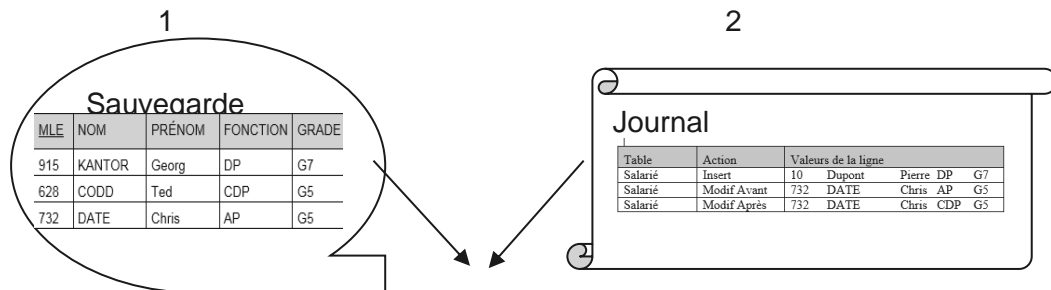 1
2
Sauvegarde
MLE NOM PRÉNOM FONCTION GRADE
915 KANTOR Georg DP G7
628 CODD Ted CDP G5
732 DATE Chris AP G5
Journal
Table Action Valeurs de la ligne
Salarié Insert 10 Dupont Pierre DP G7
Salarié Modif Avant 732 DATE Chris AP G5
Salarié Modif Après 732 DATE Chris CDP G5